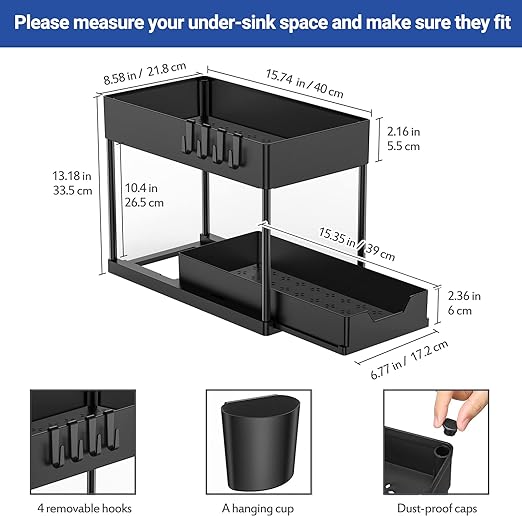 Please measure your under-sink space and make sure they fit
8.58 in / 21.8 cm
15.74 in / 40 cm
2.16 in
5.5 cm
13.18 in
33.5 cm
10.4 in
26.5 cm
15.35 in / 39 cm
2.36 in
6 cm
6.77 in / 17.2 cm
4 removable hooks
A hanging cup
Dust-proof caps